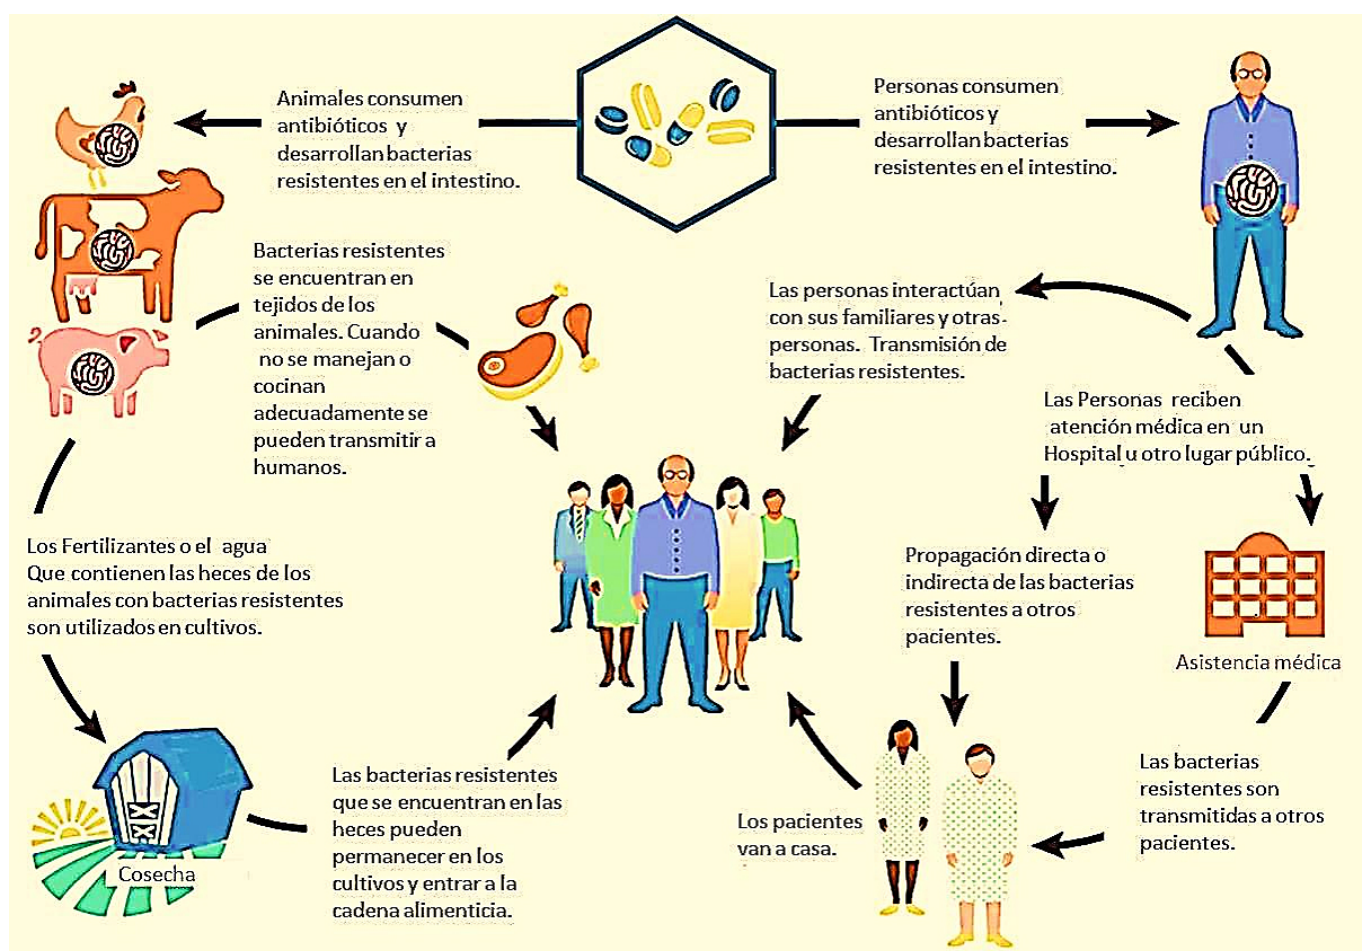 Animales consumen
antibióticos y
desarrollan bacterias
resistentes en el intestino.
Personas consumen
antibióticos y
desarrollan bacterias
resistentes en el intestino.
Bacterias resistentes
se encuentran en
tejidos de los
animales. Cuando
no se manejan o
cocinan
adecuadamente se
pueden transmitir a
humanos.
Las personas interactúan
con sus familiares y otras
personas. Transmisión de
bacterias resistentes.
Las Personas reciben
atención médica en un
Hospital u otro lugar público.
Los Fertilizantes o el agua
Que contienen las heces de los
animales con bacterias resistentes
son utilizados en cultivos.
Propagación directa o
indirecta de las bacterias
resistentes a otros
pacientes.
Asistencia médica
Las bacterias resistentes
que se encuentran en las
heces pueden
permanecer en los
cultivos y entrar a la
cadena alimenticia.
Cosecha
Los pacientes
van a casa.
Las bacterias
resistentes son
transmitidas a otros
pacientes.